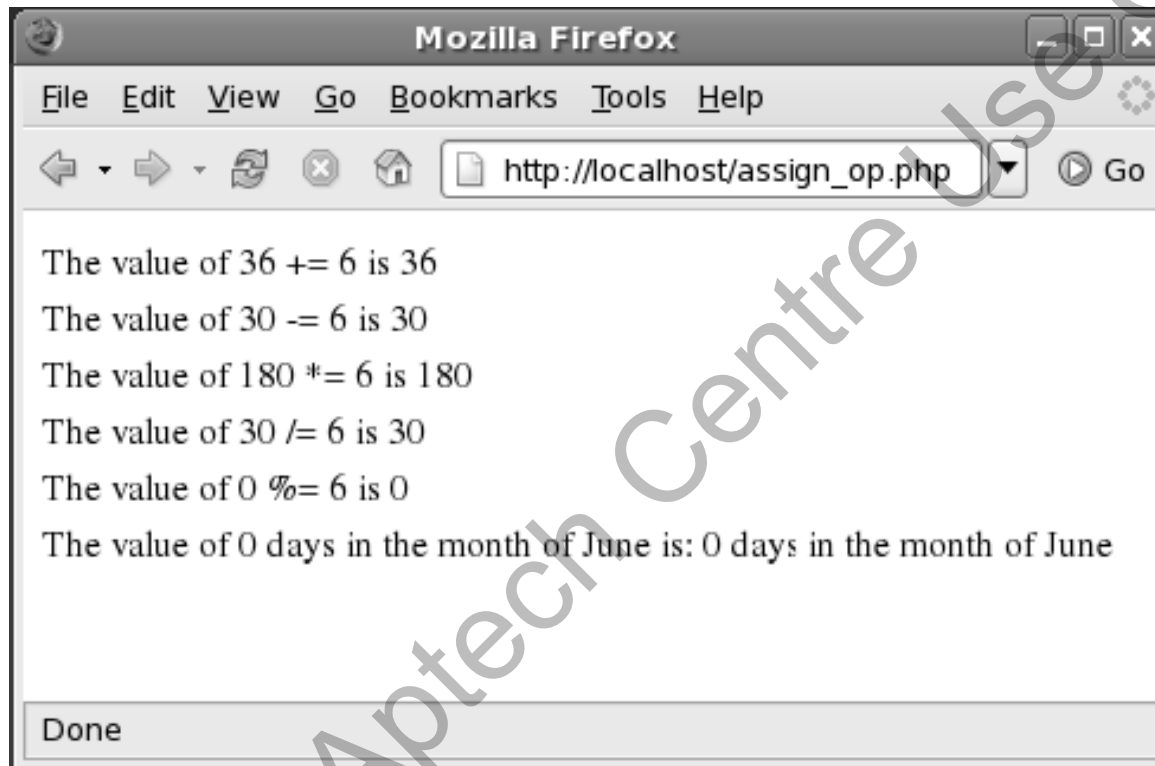 Mozilla Firefox
File Edit View Go Bookmarks Tools Help
http://localhost/assign_op.php Go
The value of 36 += 6 is 36
The value of 30 -= 6 is 30
The value of 180 *= 6 is 180
The value of 30 /= 6 is 30
The value of 0 %= 6 is 0
The value of 0 days in the month of June is: 0 days in the month of June
Done
Aptech Centre Use